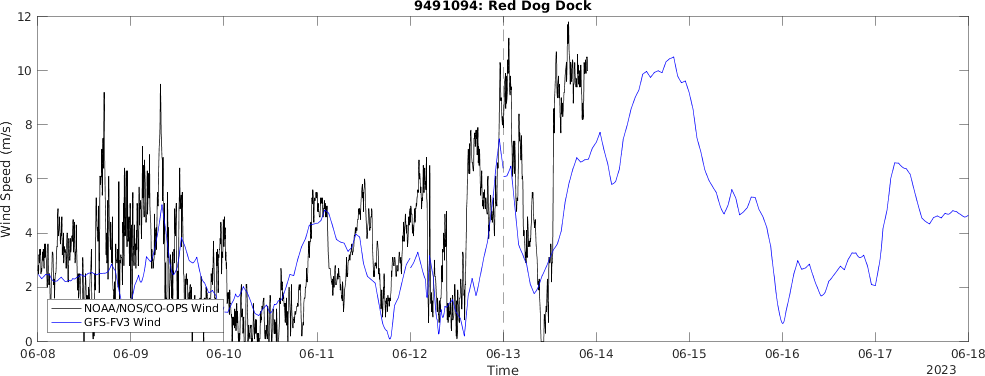 9491094: Red Dog Dock
12
10
8
6
4
2
0
Wind Speed (m/s)
NOAA/NOS/CO-OPS Wind
GFS-FV3 Wind
06-08 06-09 06-10 06-11 06-12 06-13 06-14 06-15 06-16 06-17 06-18
Time
2023